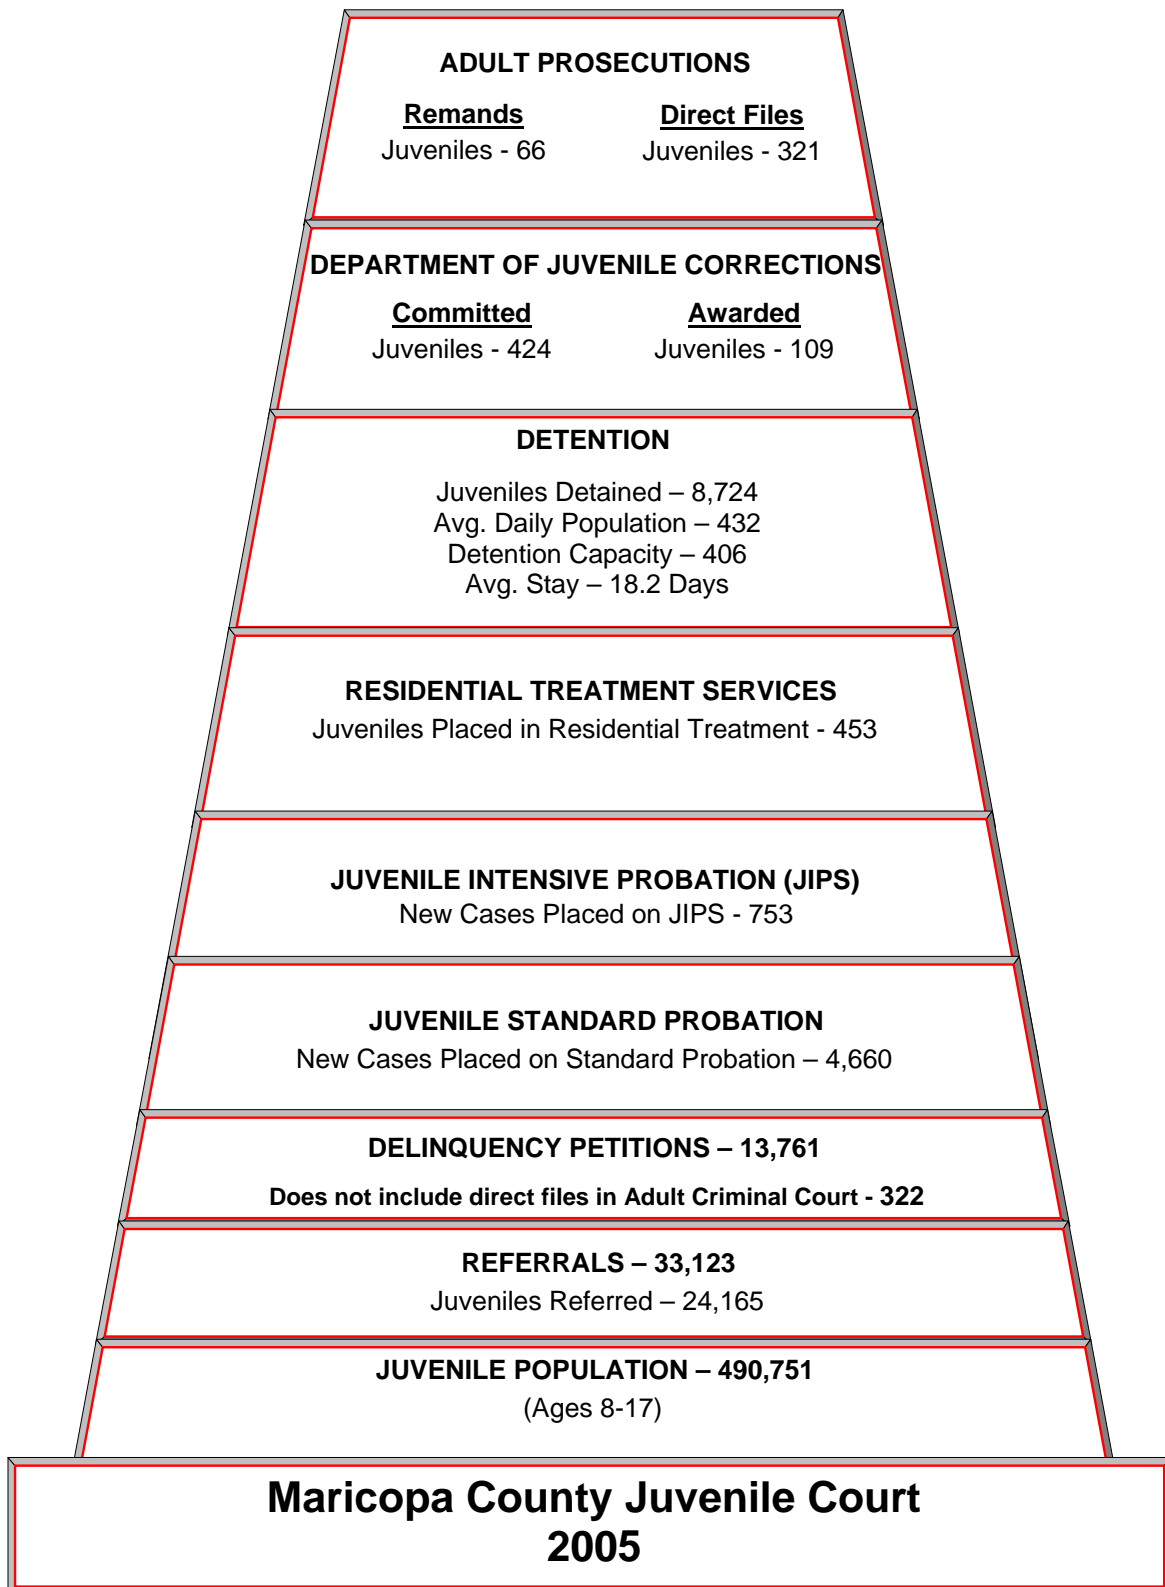 ADULT PROSECUTIONS
Remands Direct Files
Juveniles - 66 Juveniles - 321
DEPARTMENT OF JUVENILE CORRECTIONS
Committed Awarded
Juveniles - 424 Juveniles - 109
DETENTION
Juveniles Detained – 8,724
Avg. Daily Population – 432
Detention Capacity – 406
Avg. Stay – 18.2 Days
RESIDENTIAL TREATMENT SERVICES
Juveniles Placed in Residential Treatment - 453
JUVENILE INTENSIVE PROBATION (JIPS)
New Cases Placed on JIPS - 753
JUVENILE STANDARD PROBATION
New Cases Placed on Standard Probation – 4,660
DELINQUENCY PETITIONS – 13,761
Does not include direct files in Adult Criminal Court - 322
REFERRALS – 33,123
Juveniles Referred – 24,165
JUVENILE POPULATION – 490,751
(Ages 8-17)
Maricopa County Juvenile Court
2005